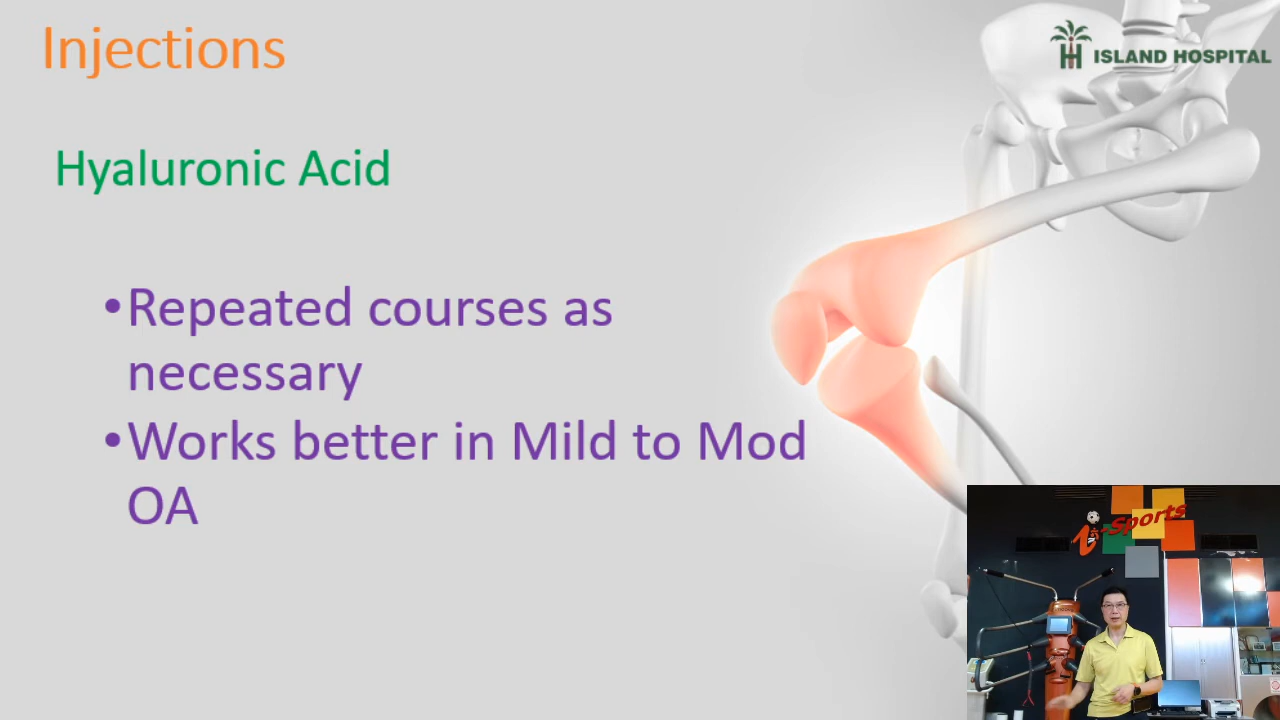 Injections
ISLAND HOSPITAL
Hyaluronic Acid
•Repeated courses as
necessary
•Works better in Mild to Mod
OA
i-Sports